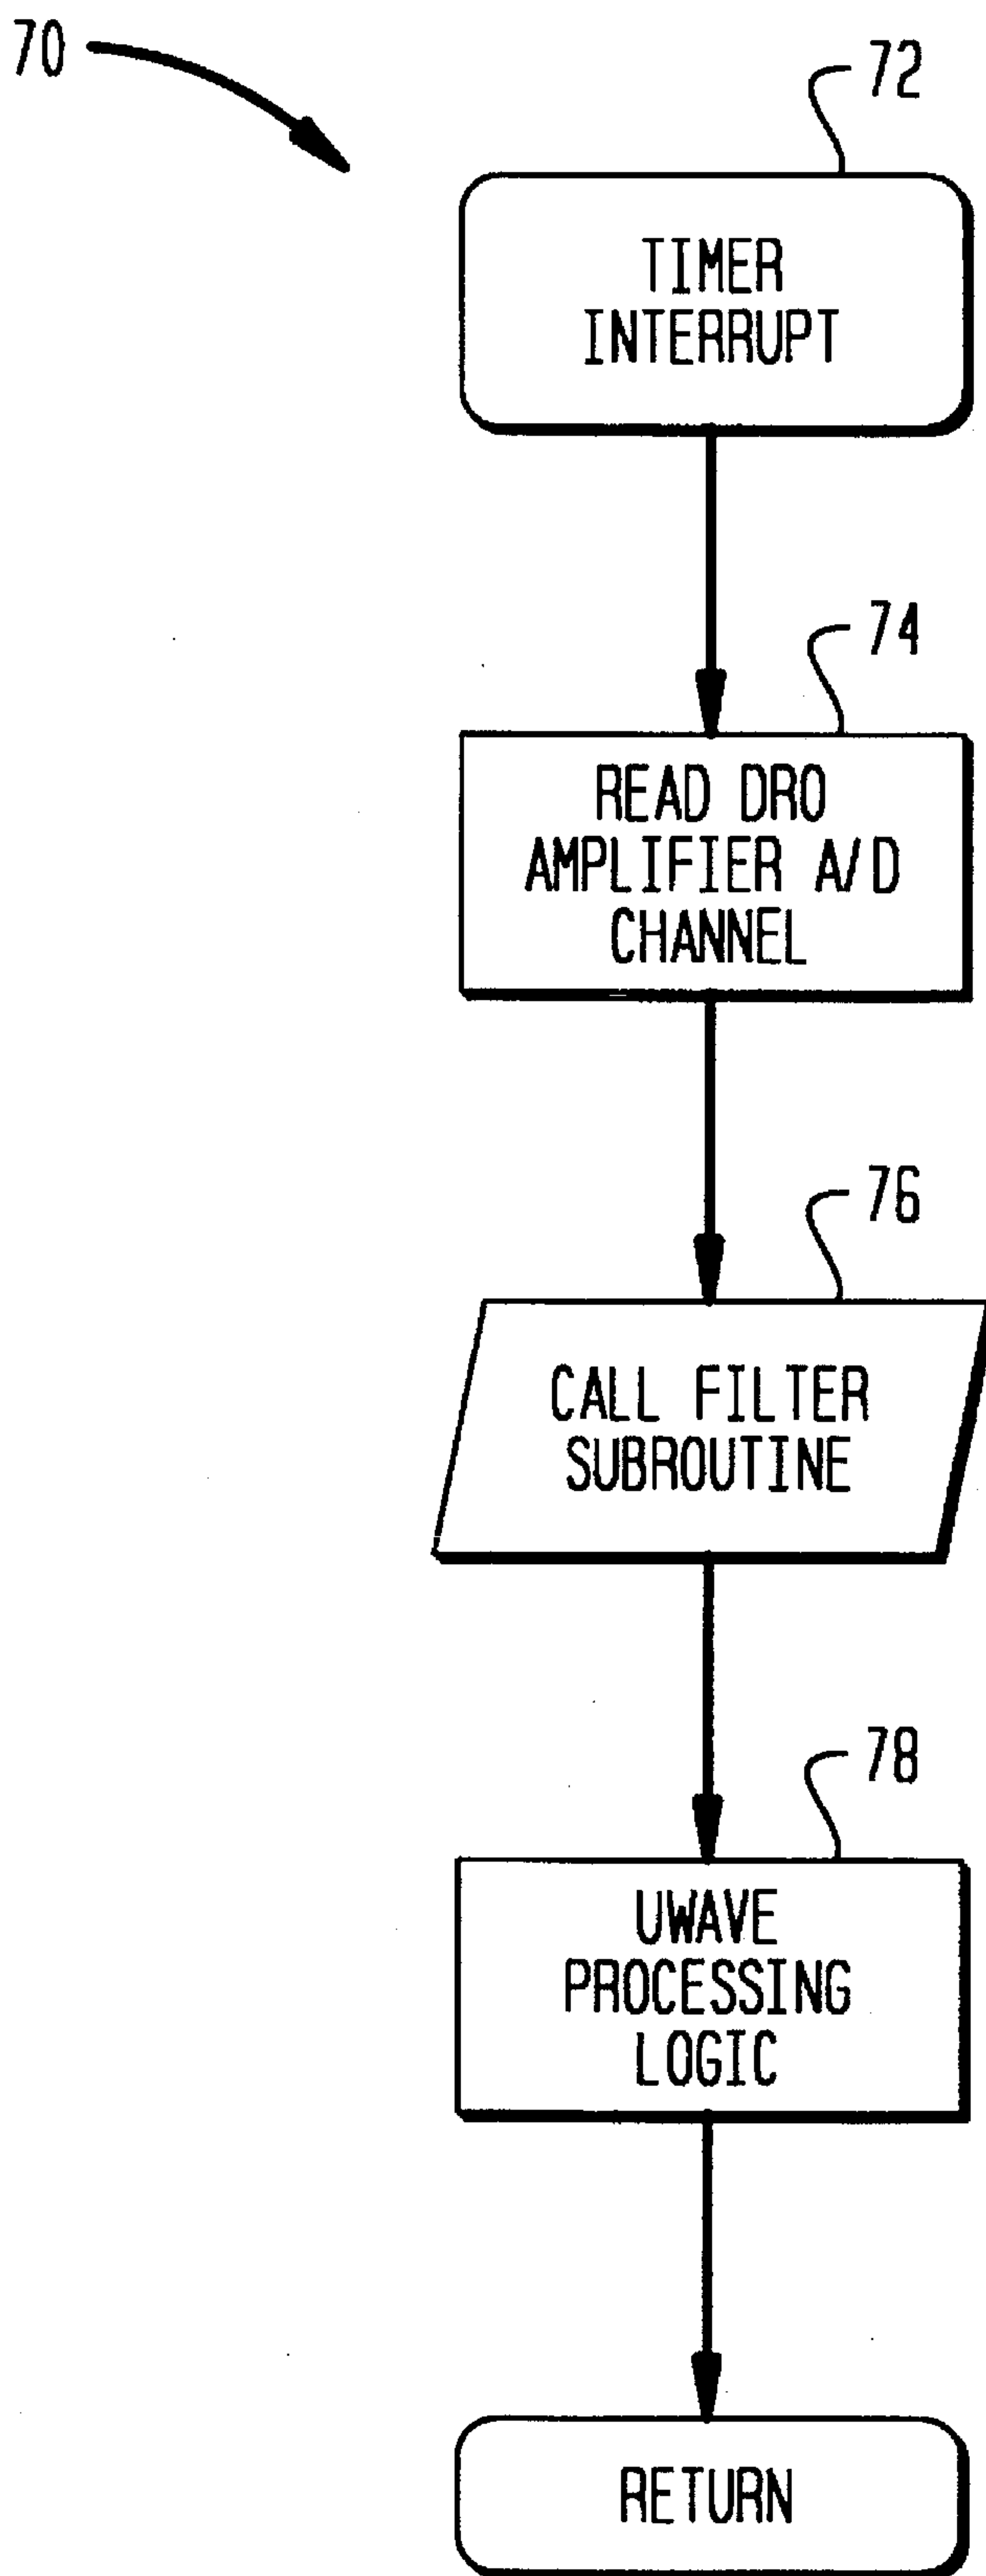 70
72
TIMER
INTERRUPT
74
READ DRO
AMPLIFIER A/D
CHANNEL
76
CALL FILTER
SUBROUTINE
78
UWAVE
PROCESSING
LOGIC
RETURN